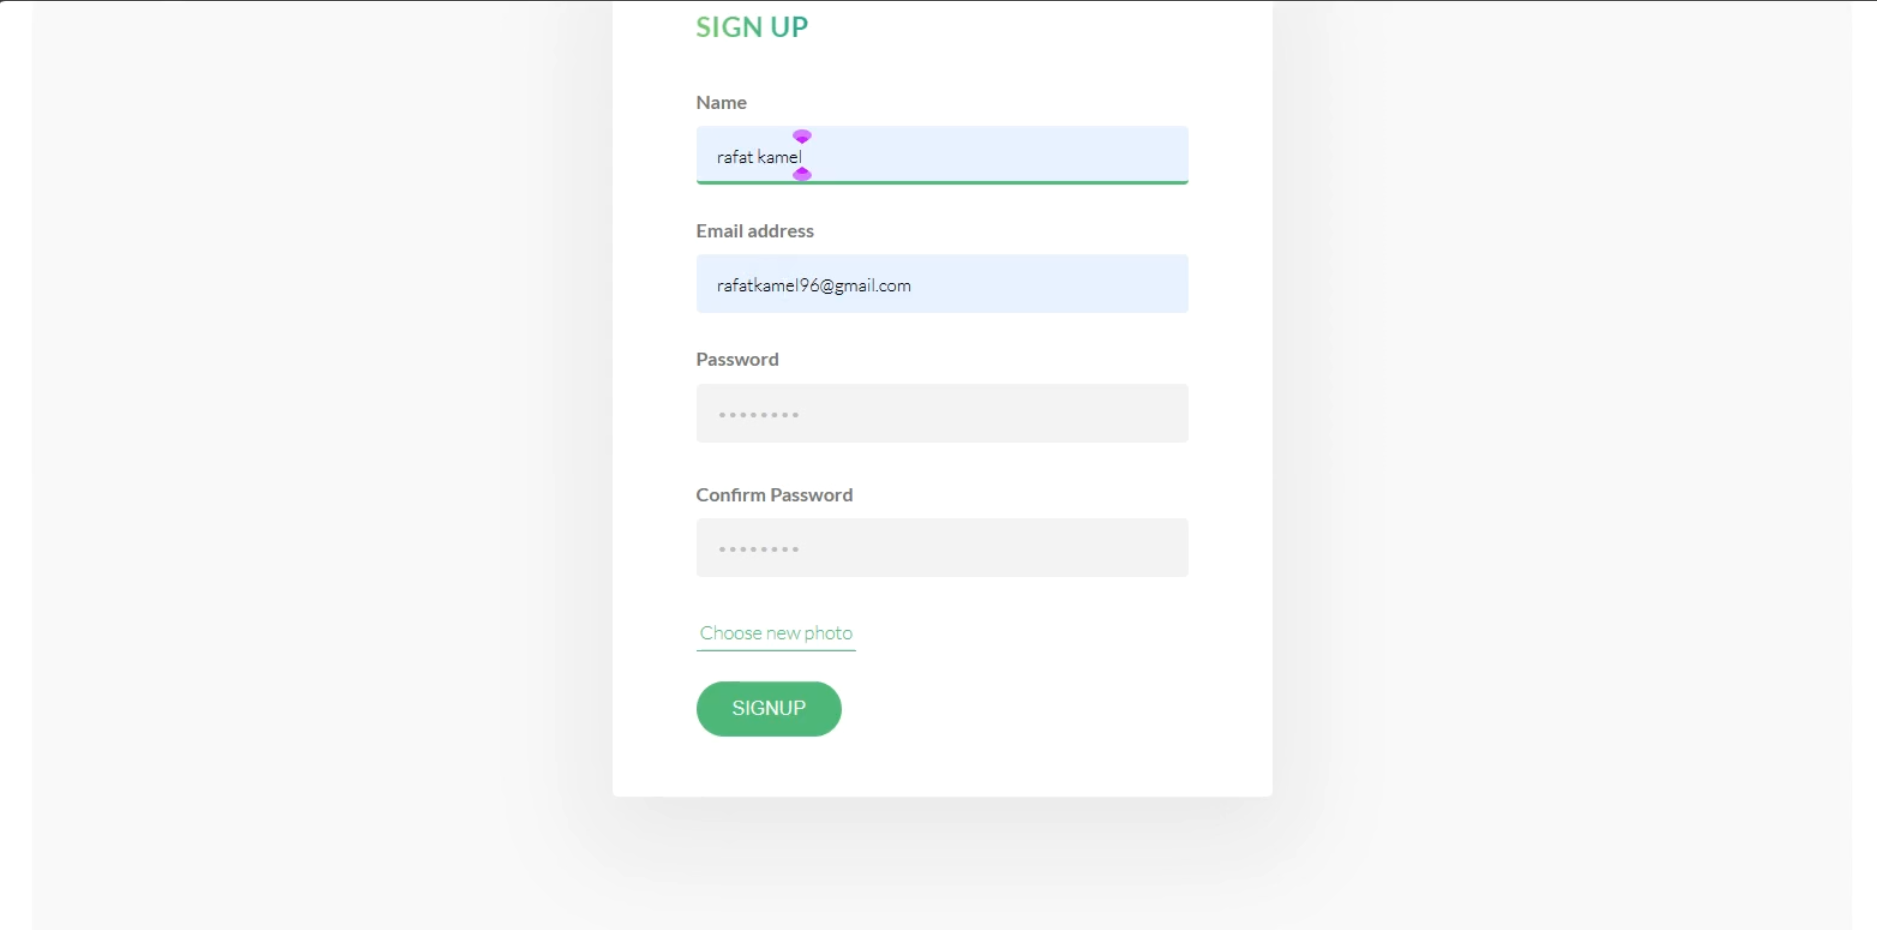 SIGN UP
Name
rafat kamel
Email address
rafatkamel96@gmail.com
Password
••••••••
Confirm Password
••••••••
Choose new photo
SIGNUP